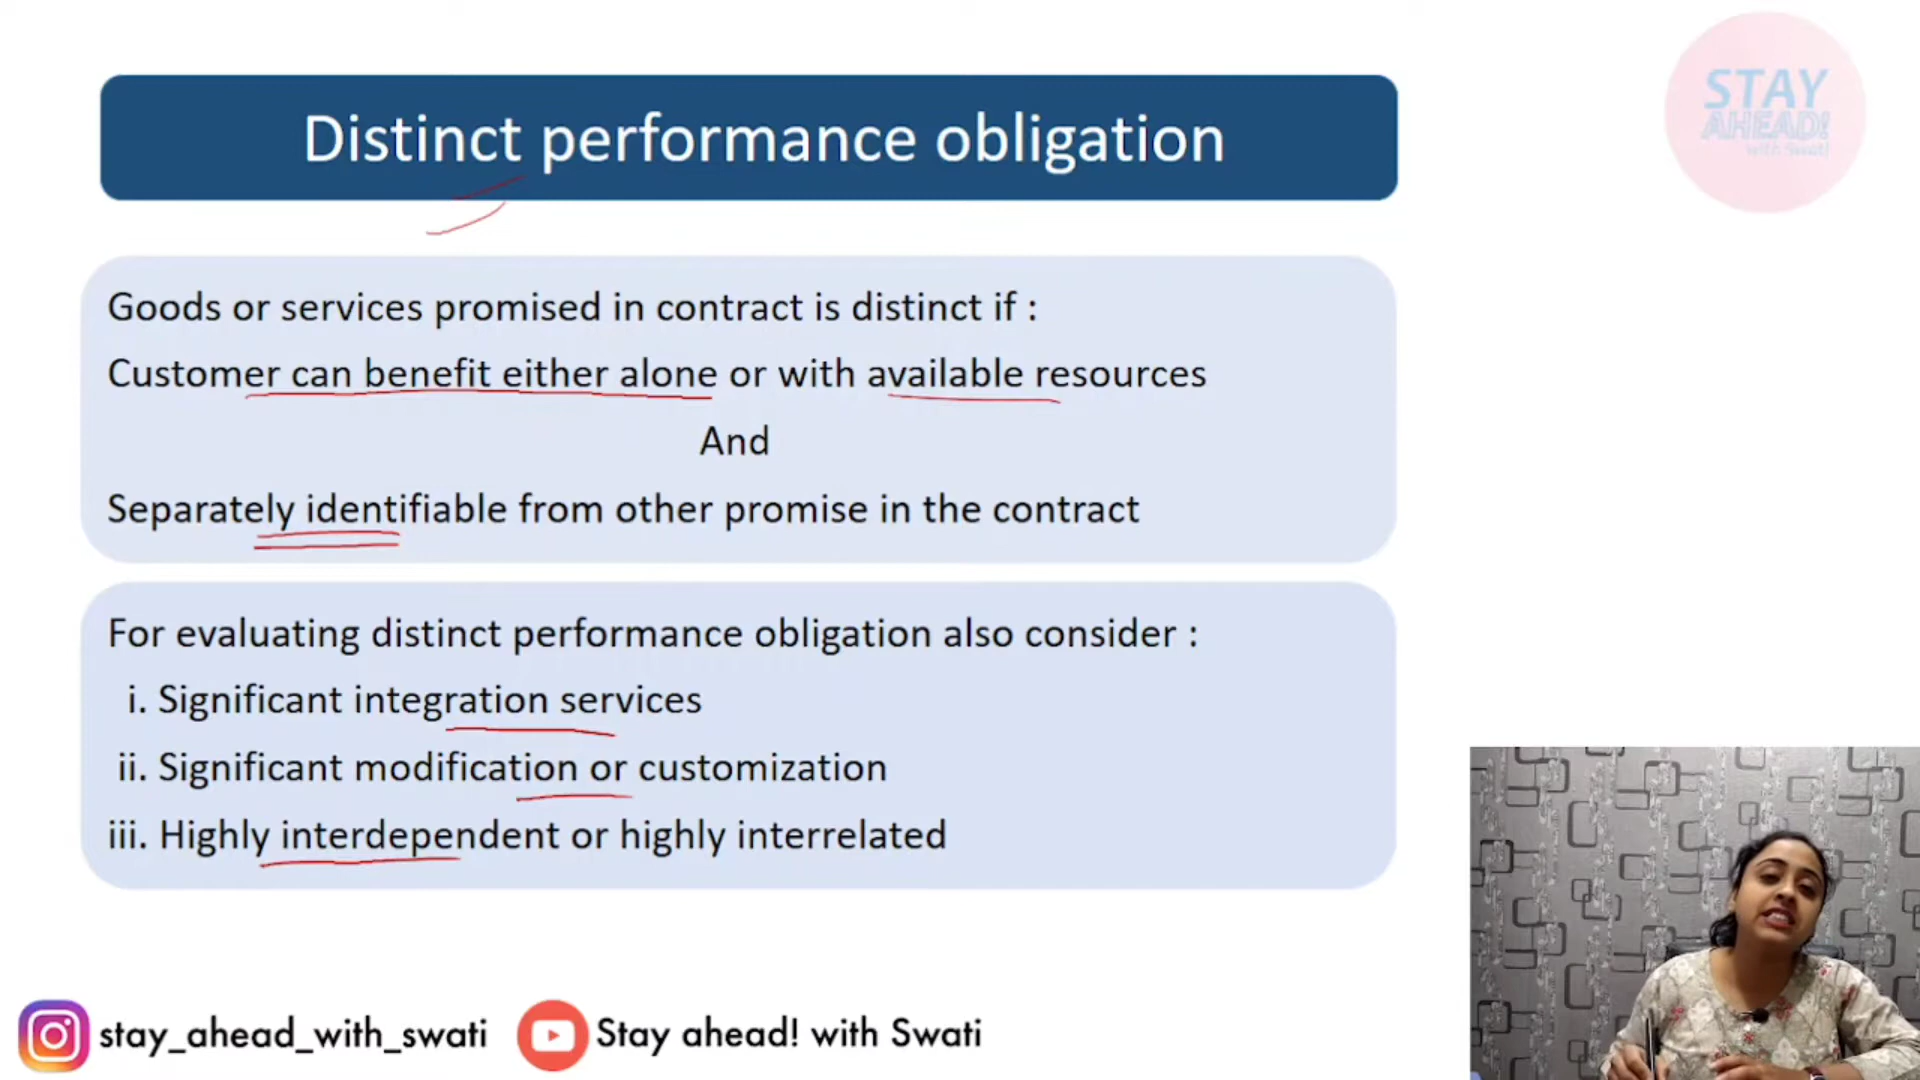 STAY
AHEAD!
with Swati
Distinct performance obligation
Goods or services promised in contract is distinct if :
Customer can benefit either alone or with available resources
And
Separately identifiable from other promise in the contract
For evaluating distinct performance obligation also consider :
i. Significant integration services
ii. Significant modification or customization
iii. Highly interdependent or highly interrelated
stay_ahead_with_swati
Stay ahead! with Swati